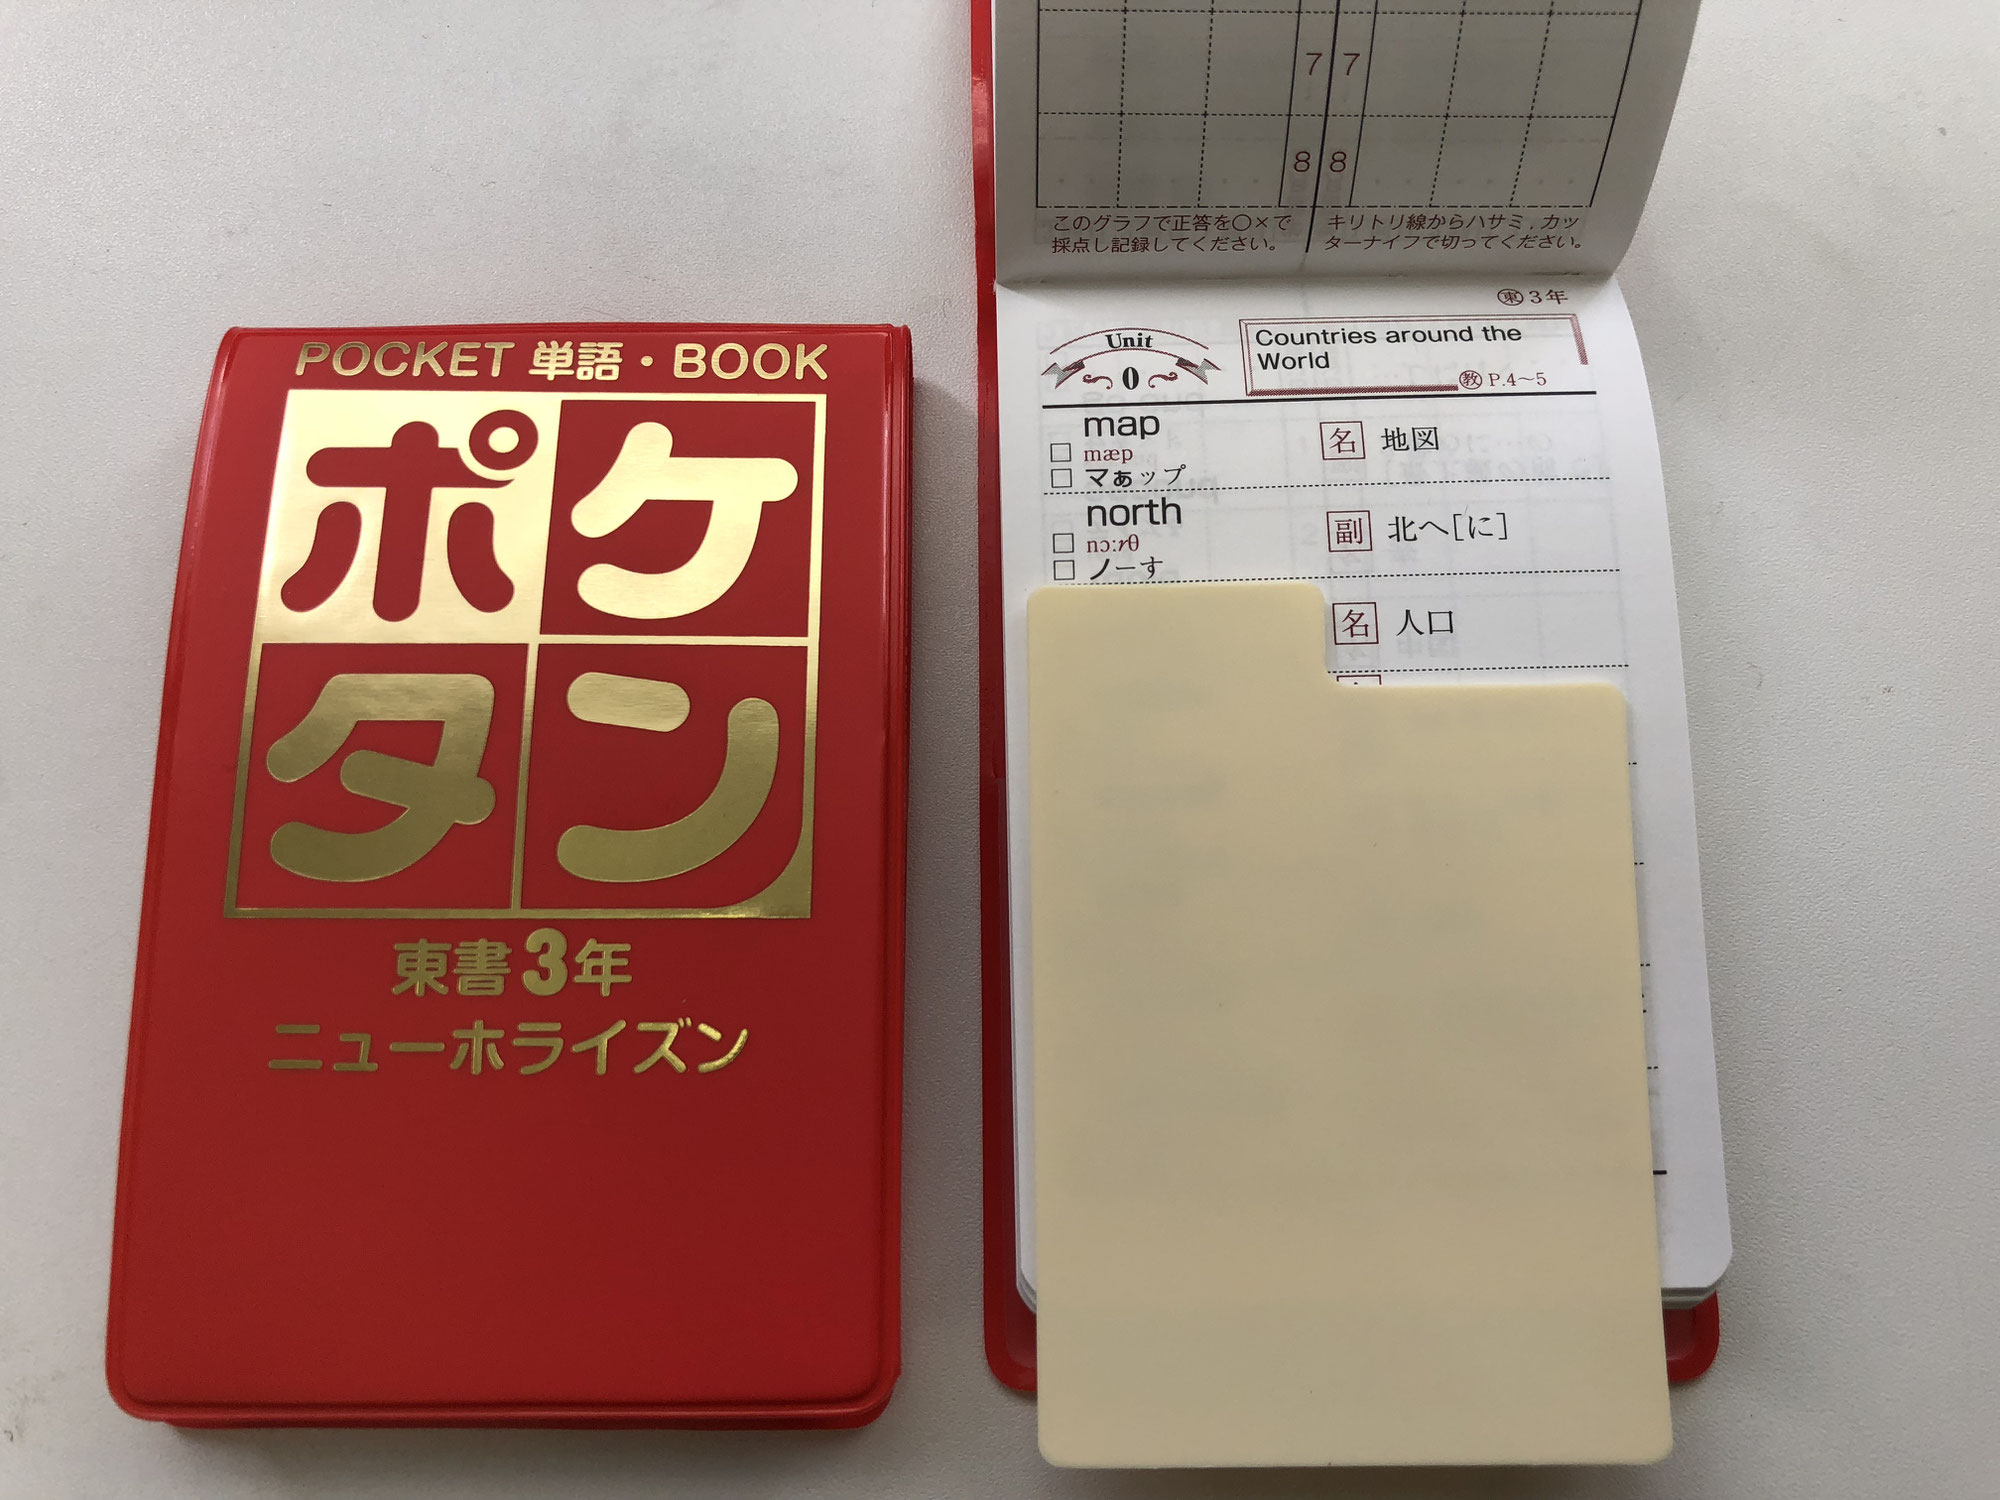 POCKET 単語・BOOK
ポケ
タン
東書3年
ニューホライズン
7 7
8 8
このグラフで正答を○×で
採点し記録してください。
キリトリ線からハサミ，カッ
ターナイフで切ってください。
東3年
Unit
0
Countries around the
World
教 P.4～5
map
mæp
マぁップ
名 地図
north
nɔːrθ
ノーす
副 北へ[に]
名 人口